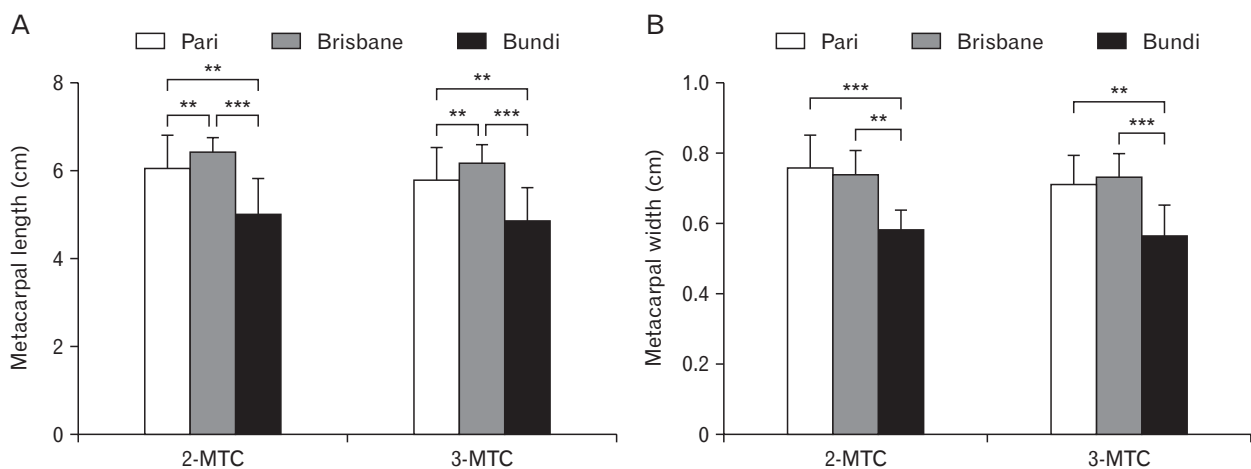 A
Pari Brisbane Bundi
Metacarpal length (cm)
8
6
4
2
0
**
** ***
**
** ***
2-MTC 3-MTC
B
Pari Brisbane Bundi
Metacarpal width (cm)
1.0
0.8
0.6
0.4
0.2
0
***
**
**
***
2-MTC 3-MTC